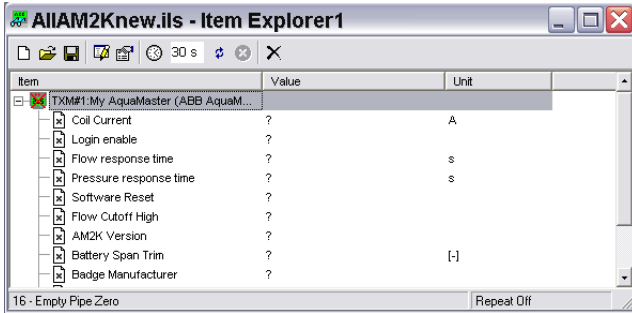 AllAM2Knew.ils - Item Explorer1
30 s
Item Value Unit
TXM#1:My AquaMaster (ABB AquaM...
Coil Current ? A
Login enable ?
Flow response time ? s
Pressure response time ? s
Software Reset ?
Flow Cutoff High ?
AM2K Version ?
Battery Span Trim ? [-]
Badge Manufacturer ?
16 - Empty Pipe Zero Repeat Off